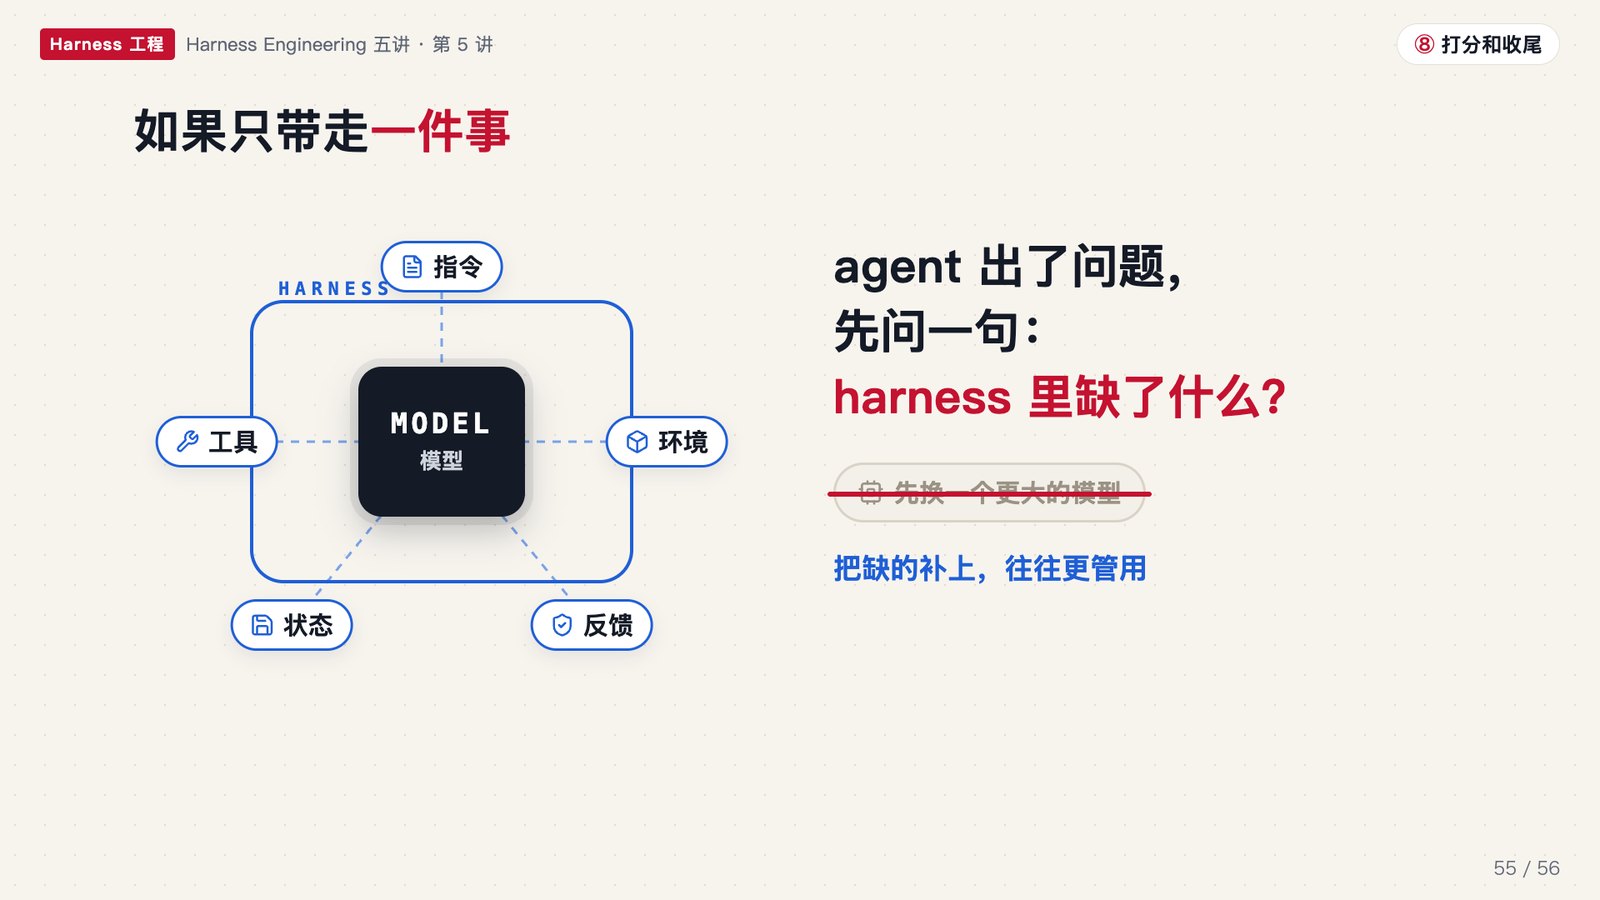 Harness 工程 Harness Engineering 五讲 · 第 5 讲
⑧ 打分和收尾
如果只带走一件事
指令
HARNESS
MODEL
模型
工具
环境
状态
反馈
agent 出了问题，
先问一句：
harness 里缺了什么？
先换一个更大的模型
把缺的补上，往往更管用
55 / 56